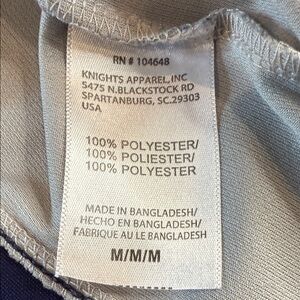 RN # 104648
KNIGHTS APPAREL,INC
5475 N.BLACKSTOCK RD
SPARTANBURG, SC.29303
USA
100% POLYESTER/
100% POLIESTER/
100% POLYESTER
MADE IN BANGLADESH/
HECHO EN BANGLADESH/
FABRIQUE AU LE BANGLADESH
M/M/M